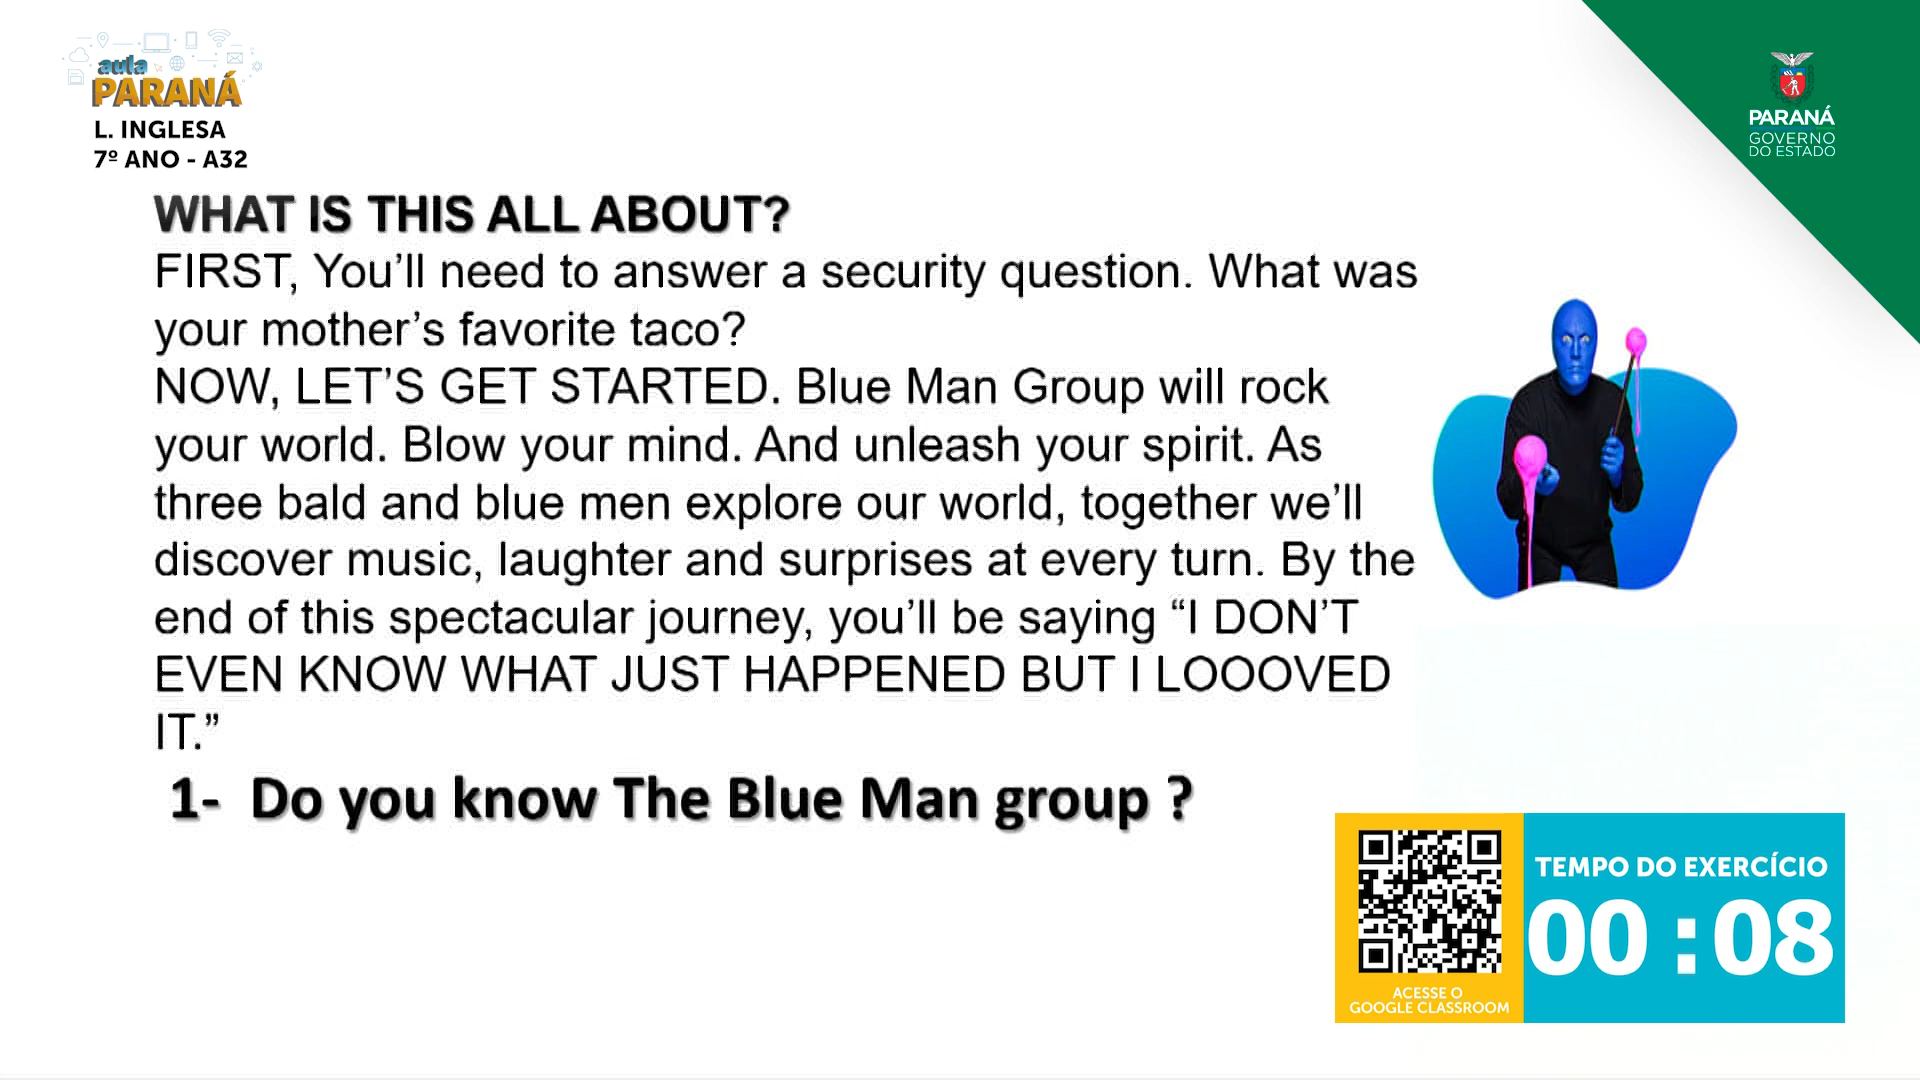 aula
PARANÁ
L. INGLESA
7º ANO - A32
PARANÁ
GOVERNO
DO ESTADO
WHAT IS THIS ALL ABOUT?
FIRST, You’ll need to answer a security question. What was
your mother’s favorite taco?
NOW, LET’S GET STARTED. Blue Man Group will rock
your world. Blow your mind. And unleash your spirit. As
three bald and blue men explore our world, together we’ll
discover music, laughter and surprises at every turn. By the
end of this spectacular journey, you’ll be saying “I DON’T
EVEN KNOW WHAT JUST HAPPENED BUT I LOOOVED
IT.”
1- Do you know The Blue Man group ?
ACESSE O
GOOGLE CLASSROOM
TEMPO DO EXERCÍCIO
00 : 08